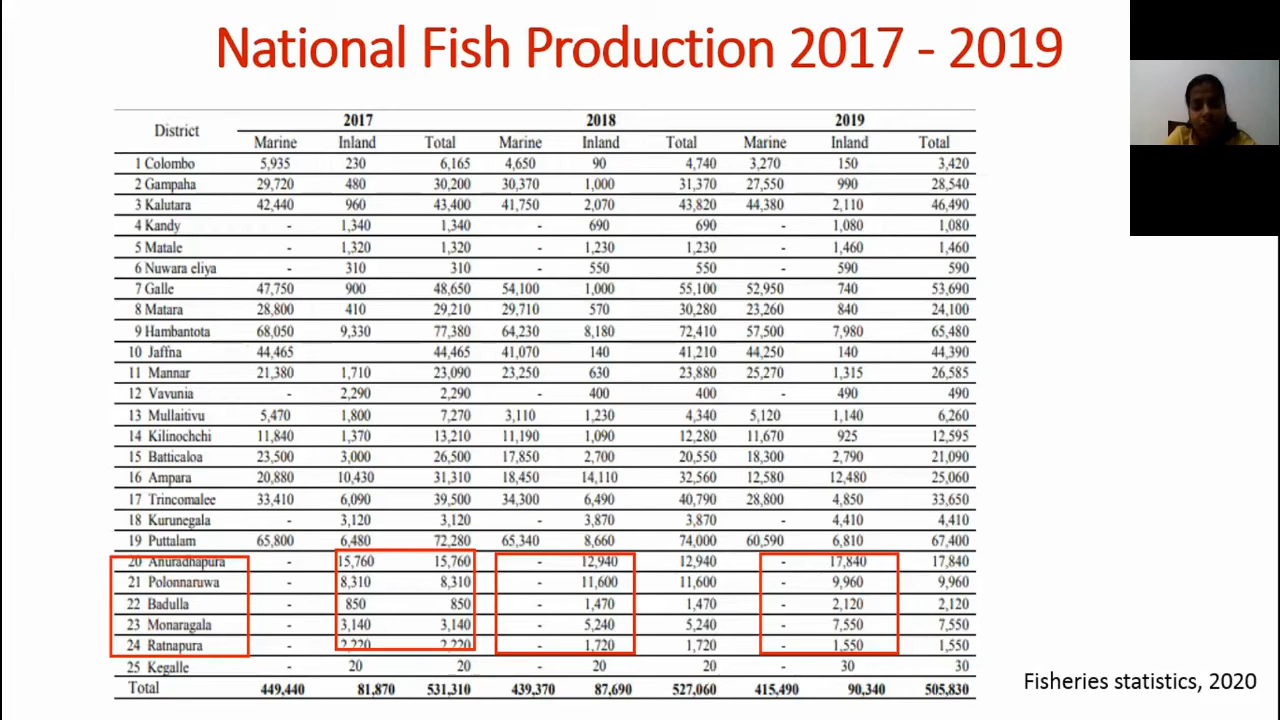 National Fish Production 2017 - 2019
District 2017 2018 2019
Marine Inland Total Marine Inland Total Marine Inland Total
1 Colombo 5,935 230 6,165 4,650 90 4,740 3,270 150 3,420
2 Gampaha 29,720 480 30,200 30,370 1,000 31,370 27,550 990 28,540
3 Kalutara 42,440 960 43,400 41,750 2,070 43,820 44,380 2,110 46,490
4 Kandy - 1,340 1,340 - 690 690 - 1,080 1,080
5 Matale - 1,320 1,320 - 1,230 1,230 - 1,460 1,460
6 Nuwara eliya - 310 310 - 550 550 - 590 590
7 Galle 47,750 900 48,650 54,100 1,000 55,100 52,950 740 53,690
8 Matara 28,800 410 29,210 29,710 570 30,280 23,260 840 24,100
9 Hambantota 68,050 9,330 77,380 64,230 8,180 72,410 57,500 7,980 65,480
10 Jaffna 44,465 44,465 41,070 140 41,210 44,250 140 44,390
11 Mannar 21,380 1,710 23,090 23,250 630 23,880 25,270 1,315 26,585
12 Vavunia - 2,290 2,290 - 400 400 - 490 490
13 Mullaitivu 5,470 1,800 7,270 3,110 1,230 4,340 5,120 1,140 6,260
14 Kilinochchi 11,840 1,370 13,210 11,190 1,090 12,280 11,670 925 12,595
15 Batticaloa 23,500 3,000 26,500 17,850 2,700 20,550 18,300 2,790 21,090
16 Ampara 20,880 10,430 31,310 18,450 14,110 32,560 12,580 12,480 25,060
17 Trincomalee 33,410 6,090 39,500 34,300 6,490 40,790 28,800 4,850 33,650
18 Kurunegala - 3,120 3,120 - 3,870 3,870 - 4,410 4,410
19 Puttalam 65,800 6,480 72,280 65,340 8,660 74,000 60,590 6,810 67,400
20 Anuradhapura - 15,760 15,760 - 12,940 12,940 - 17,840 17,840
21 Polonnaruwa - 8,310 8,310 - 11,600 11,600 - 9,960 9,960
22 Badulla - 850 850 - 1,470 1,470 - 2,120 2,120
23 Monaragala - 3,140 3,140 - 5,240 5,240 - 7,550 7,550
24 Ratnapura - 2,220 2,220 - 1,720 1,720 - 1,550 1,550
25 Kegalle - 20 20 - 20 20 - 30 30
Total 449,440 81,870 531,310 439,370 87,690 527,060 415,490 90,340 505,830
Fisheries statistics, 2020